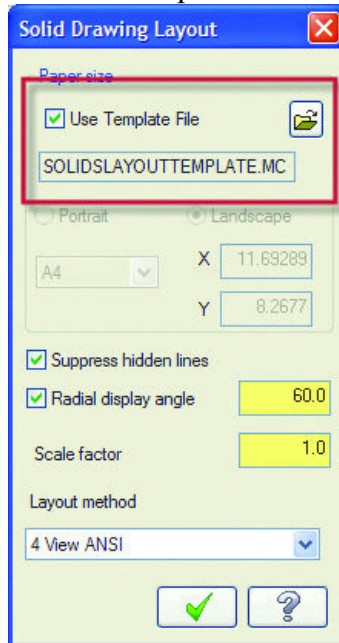 Solid Drawing Layout
Paper size
Use Template File
SOLIDSLAYOUTTEMPLATE.MC
Portrait
Landscape
A4
X 11.69289
Y 8.2677
Suppress hidden lines
Radial display angle 60.0
Scale factor 1.0
Layout method
4 View ANSI